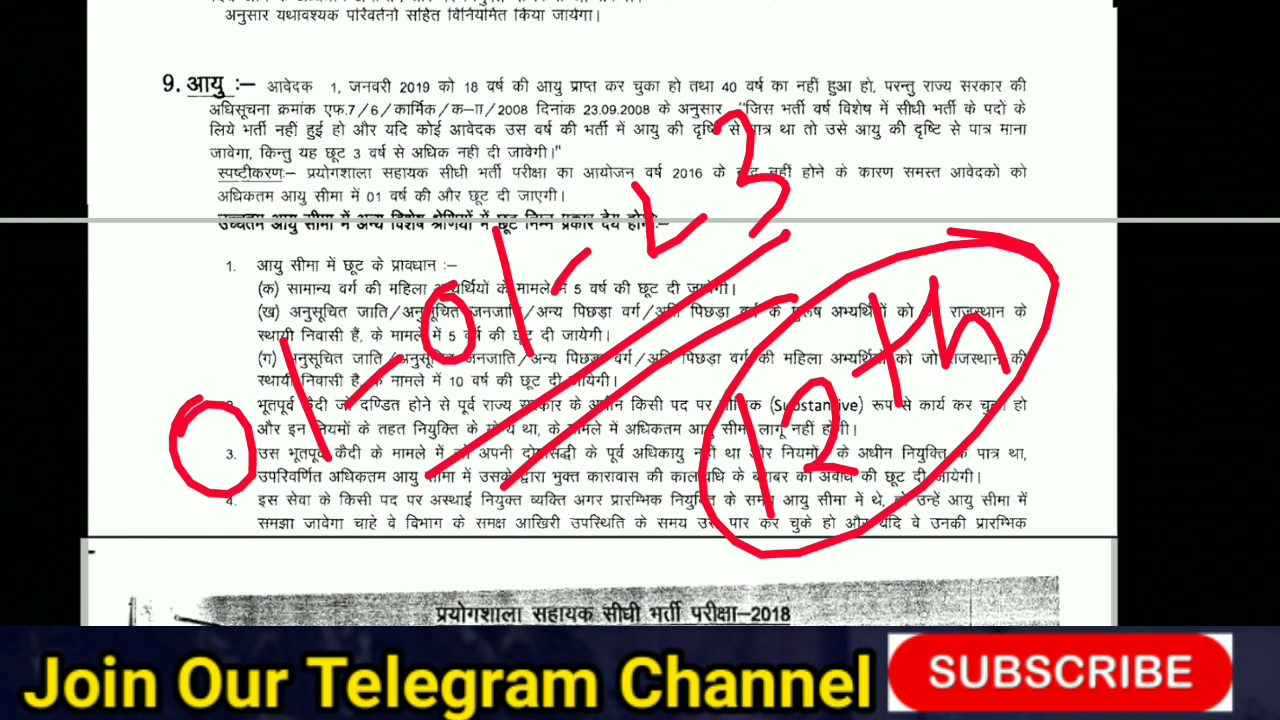 अनुसार यथावश्यक परिवर्तनो सहित विनियमित किया जायेगा।
9. आयु :– आवेदक 1, जनवरी 2019 को 18 वर्ष की आयु प्राप्त कर चुका हो तथा 40 वर्ष का नहीं हुआ हो, परन्तु राज्य सरकार की
अधिसूचना क्रमांक एफ.7/6/कार्मिक/क-II/2008 दिनांक 23.09.2008 के अनुसार "जिस भर्ती वर्ष विशेष में सीधी भर्ती के पदों के
लिये भर्ती नहीं हुई हो और यदि कोई आवेदक उस वर्ष की भर्ती में आयु की दृष्टि से पात्र था तो उसे आयु की दृष्टि से पात्र माना
जावेगा, किन्तु यह छूट 3 वर्ष से अधिक नही दी जावेगी।"
स्पष्टीकरण:– प्रयोगशाला सहायक सीधी भर्ती परीक्षा का आयोजन वर्ष 2016 के बाद नहीं होने के कारण समस्त आवेदकों को
अधिकतम आयु सीमा में 01 वर्ष की और छूट दी जाएगी।
उच्चतम आयु सीमा में अन्य विशेष श्रेणियों में छूट निम्न प्रकार देय होगी:–
1. आयु सीमा में छूट के प्रावधान :–
(क) सामान्य वर्ग की महिला अभ्यर्थियों के मामले में 5 वर्ष की छूट दी जायेगी।
(ख) अनुसूचित जाति/अनुसूचित जनजाति/अन्य पिछड़ा वर्ग/अति पिछड़ा वर्ग के पुरूष अभ्यर्थियों को जो राजस्थान के
स्थायी निवासी हैं, के मामले में 5 वर्ष की छूट दी जायेगी।
(ग) अनुसूचित जाति/अनुसूचित जनजाति/अन्य पिछड़ा वर्ग/अति पिछड़ा वर्ग की महिला अभ्यर्थियों को जो राजस्थान की
स्थायी निवासी है, के मामले में 10 वर्ष की छूट दी जायेगी।
2. भूतपूर्व कैदी जो दण्डित होने से पूर्व राज्य सरकार के अधीन किसी पद पर (Substantive) रूप से कार्य कर चुका हो
और इन नियमों के तहत नियुक्ति के योग्य था, के मामले में अधिकतम आयु सीमा लागू नहीं होगी।
3. उस भूतपूर्व कैदी के मामले में जो अपनी दोषसिद्धी के पूर्व अधिकायु नहीं था और नियमों के अधीन नियुक्ति के पात्र था,
उपरिवर्णित अधिकतम आयु सीमा में उसके द्वारा मुक्त कारावास की कालावधि के बराबर की अवधि की छूट दी जायेगी।
4. इस सेवा के किसी पद पर अस्थाई नियुक्त व्यक्ति अगर प्रारम्भिक नियुक्ति के समय आयु सीमा में थे, तो उन्हें आयु सीमा में
समझा जावेगा चाहे वे विभाग के समक्ष आखिरी उपस्थिति के समय उसे पार कर चुके हो और यदि वे उनकी प्रारम्भिक
01-01-23
12th
प्रयोगशाला सहायक सीधी भर्ती परीक्षा–2018
Join Our Telegram Channel
SUBSCRIBE